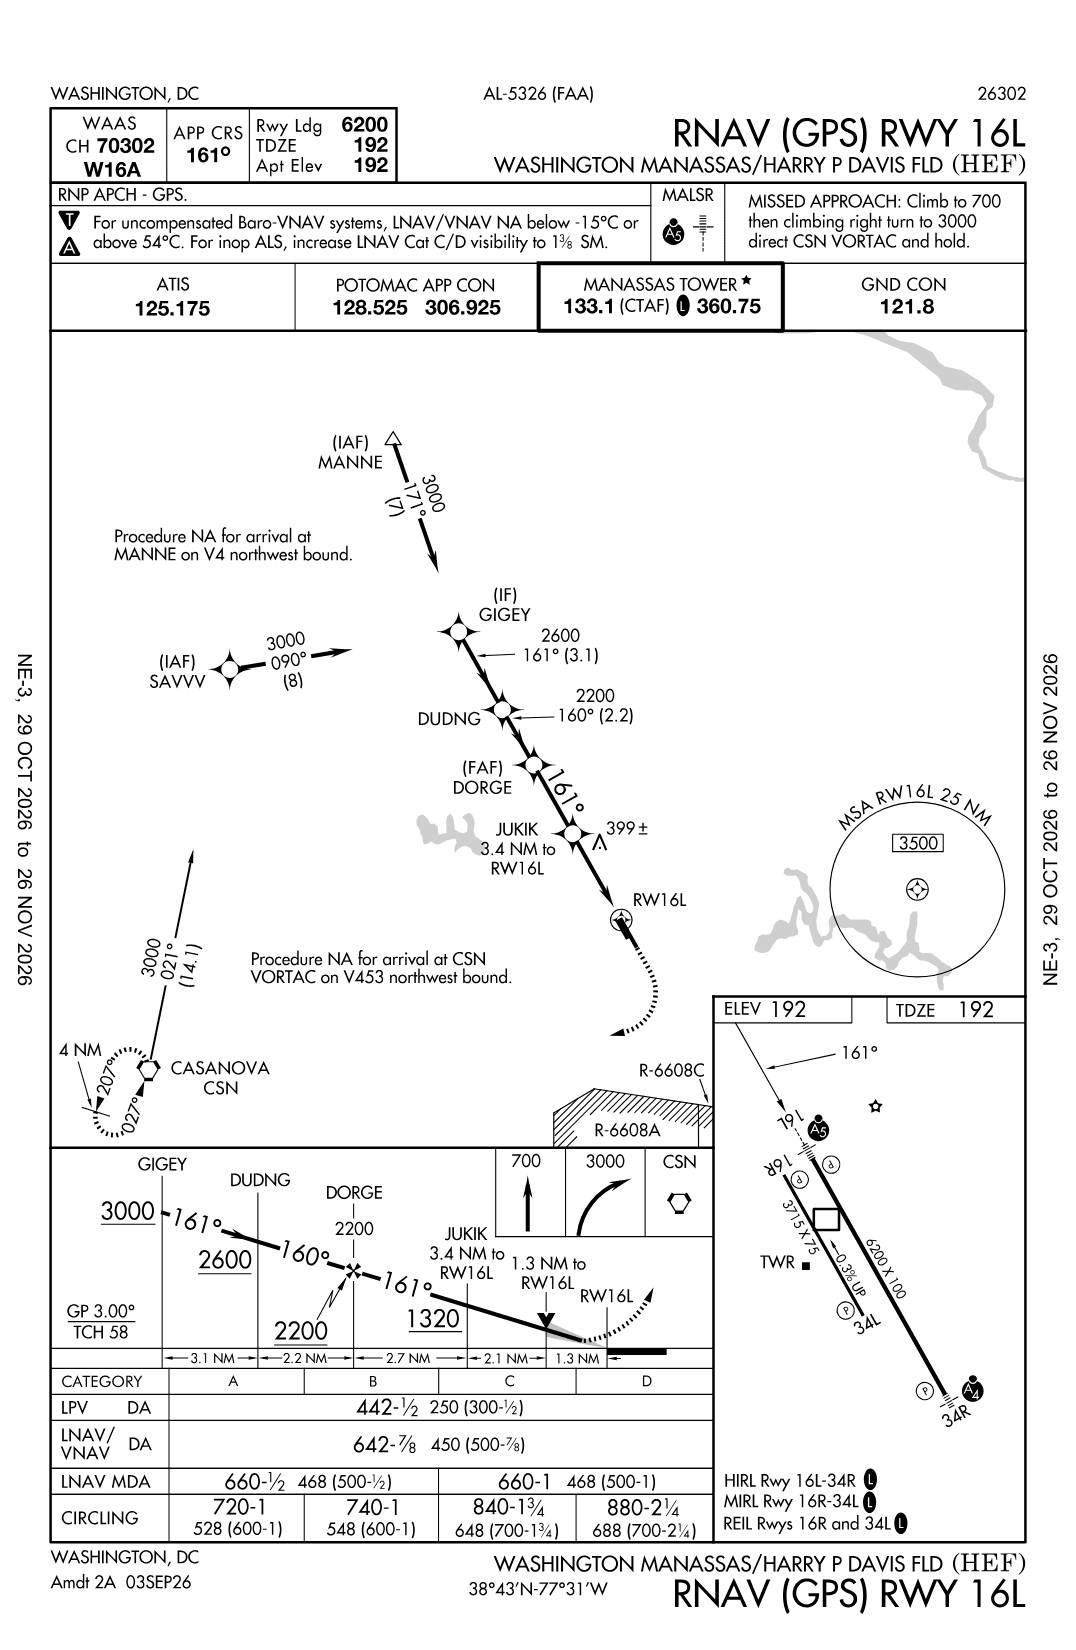 WASHINGTON, DC
AL-5326 (FAA)
26302
WAAS
CH 70302
W16A
APP CRS
161°
Rwy Ldg 6200
TDZE 192
Apt Elev 192
RNAV (GPS) RWY 16L
WASHINGTON MANASSAS/HARRY P DAVIS FLD (HEF)
RNP APCH - GPS.
T
A
For uncompensated Baro-VNAV systems, LNAV/VNAV NA below -15°C or
above 54°C. For inop ALS, increase LNAV Cat C/D visibility to 1⅜ SM.
MALSR
A5
MISSED APPROACH: Climb to 700
then climbing right turn to 3000
direct CSN VORTAC and hold.
ATIS
125.175
POTOMAC APP CON
128.525 306.925
MANASSAS TOWER ★
133.1 (CTAF) L 360.75
GND CON
121.8
(IAF)
MANNE
3000
171°
(7)
Procedure NA for arrival at
MANNE on V4 northwest bound.
(IF)
GIGEY
2600
161° (3.1)
(IAF)
SAVVV
3000
090°
(8)
DUDNG
2200
160° (2.2)
(FAF)
DORGE
161°
JUKIK
3.4 NM to
RW16L
399±
RW16L
MSA RW16L 25 NM
3500
3000
021°
(14.1)
Procedure NA for arrival at CSN
VORTAC on V453 northwest bound.
4 NM
207°
027°
CASANOVA
CSN
R-6608C
R-6608A
NE-3, 29 OCT 2026 to 26 NOV 2026
NE-3, 29 OCT 2026 to 26 NOV 2026
ELEV 192
TDZE 192
161°
16L
A5
16R
P
P
3715 X 75
TWR
0.3% UP
6200 X 100
P
34L
P
A4
34R
HIRL Rwy 16L-34R L
MIRL Rwy 16R-34L L
REIL Rwys 16R and 34L L
GIGEY
DUDNG
DORGE
2200
JUKIK
3.4 NM to
RW16L
1.3 NM to
RW16L
RW16L
700
3000
CSN
3000
161°
2600
160°
161°
2200
1320
GP 3.00°
TCH 58
3.1 NM
2.2 NM
2.7 NM
2.1 NM
1.3 NM
CATEGORY A B C D
LPV DA 442-½ 250 (300-½)
LNAV/
VNAV DA 642-⅞ 450 (500-⅞)
LNAV MDA 660-½ 468 (500-½) 660-1 468 (500-1)
CIRCLING
720-1
528 (600-1)
740-1
548 (600-1)
840-1¾
648 (700-1¾)
880-2¼
688 (700-2¼)
WASHINGTON, DC
Amdt 2A 03SEP26
38°43'N-77°31'W
WASHINGTON MANASSAS/HARRY P DAVIS FLD (HEF)
RNAV (GPS) RWY 16L